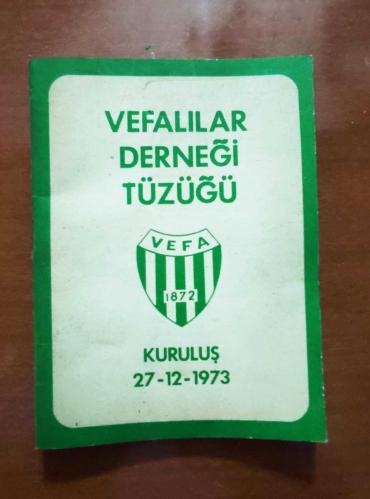 VEFALILAR
DERNEĞİ
TÜZÜĞÜ
VEFA
1872
KURULUŞ
27-12-1973